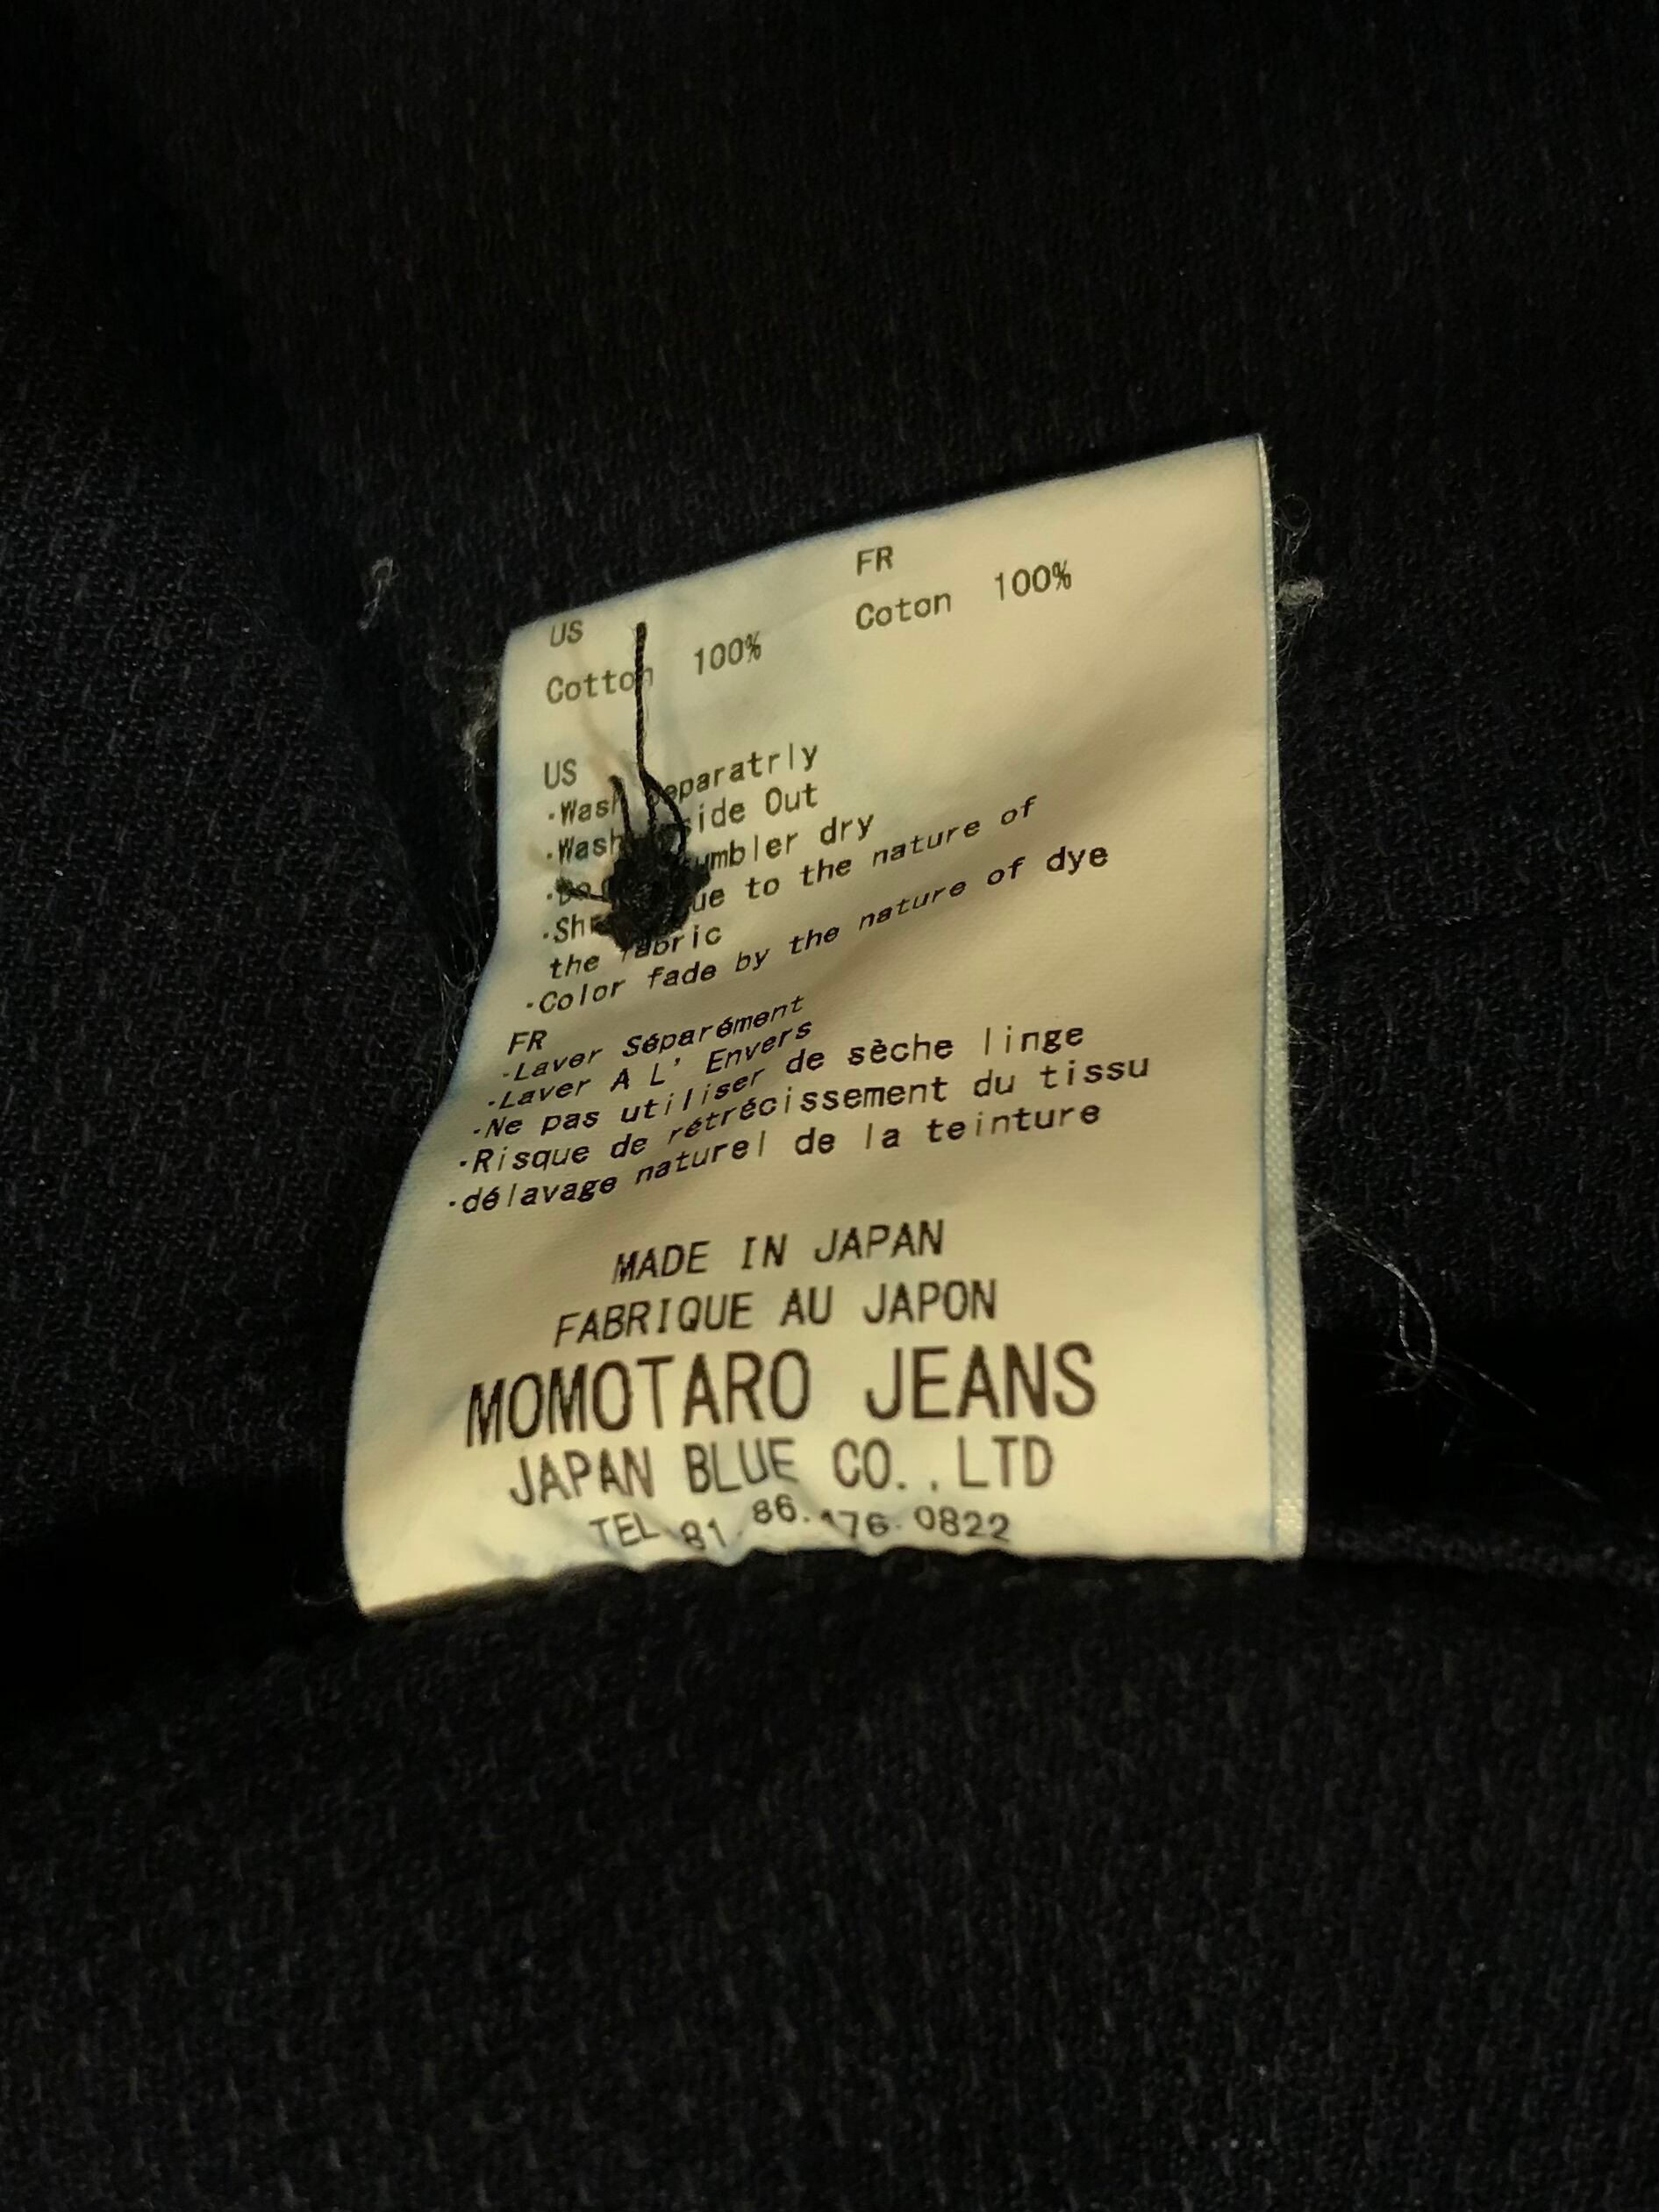 US
Cotton 100%
FR
Coton 100%
US
·Wash Separatrly
·Wash Inside Out
·Do tumbler dry
·Shr due to the nature of
the fabric
·Color fade by the nature of dye
FR
·Laver Séparément
·Laver A L' Envers
·Ne pas utiliser de sèche linge
·Risque de rétrécissement du tissu
·délavage naturel de la teinture
MADE IN JAPAN
FABRIQUE AU JAPON
MOMOTARO JEANS
JAPAN BLUE CO., LTD
TEL 81. 86. 0822